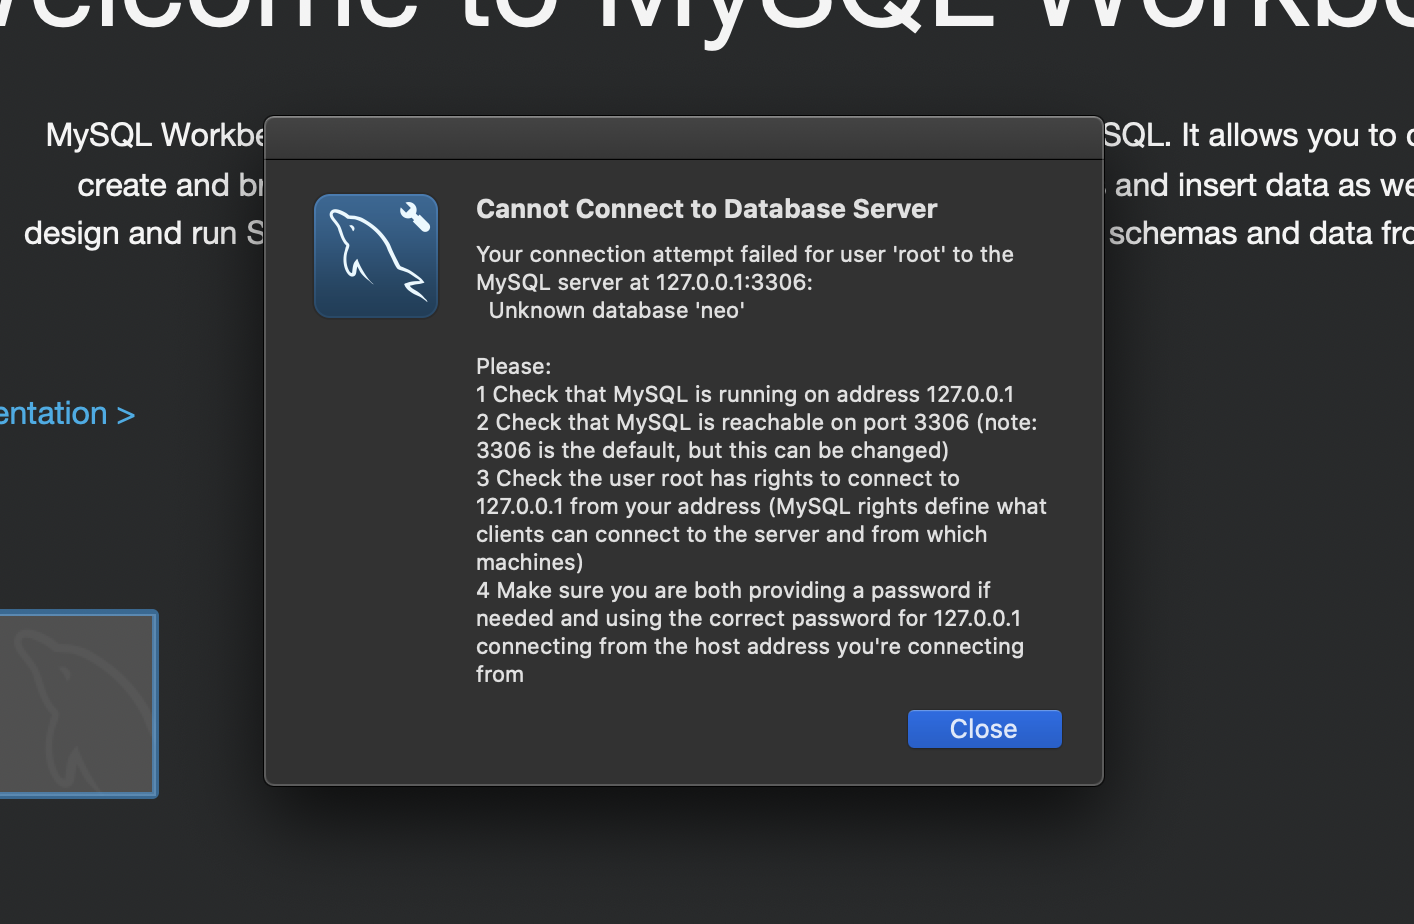 to MySQL
MySQL
SQL. It allows you to
create and
and insert data as
design and run
schemas and data
Cannot Connect to Database Server
Your connection attempt failed for user 'root' to the
MySQL server at 127.0.0.1:3306:
Unknown database 'neo'
Please:
1 Check that MySQL is running on address 127.0.0.1
2 Check that MySQL is reachable on port 3306 (note:
3306 is the default, but this can be changed)
3 Check the user root has rights to connect to
127.0.0.1 from your address (MySQL rights define what
clients can connect to the server and from which
machines)
4 Make sure you are both providing a password if
needed and using the correct password for 127.0.0.1
connecting from the host address you're connecting
from
Close
entation >